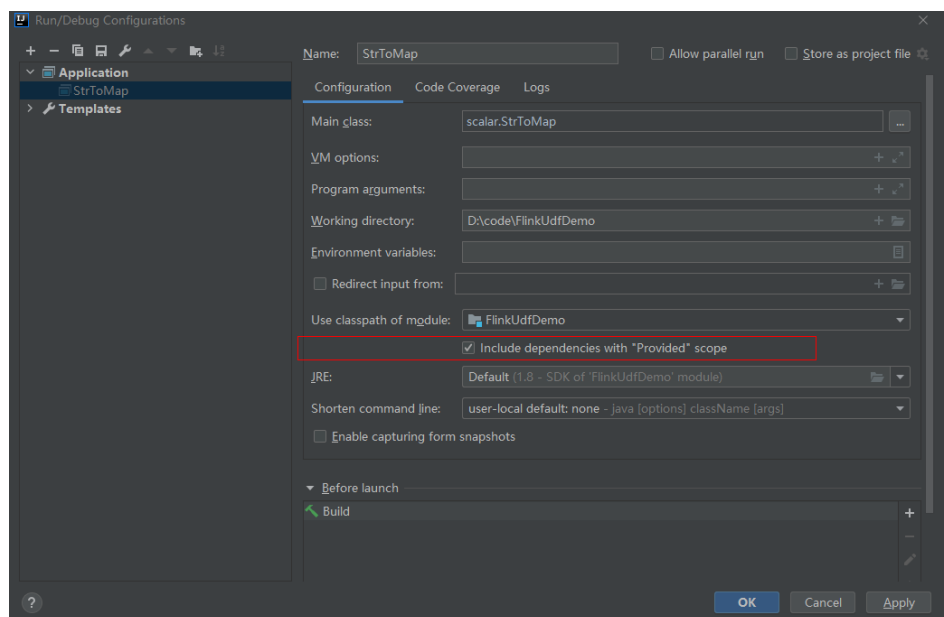 Run/Debug Configurations
Name: StrToMap Allow parallel run Store as project file
Application
StrToMap
Templates
Configuration Code Coverage Logs
Main class: scalar.StrToMap ...
VM options:
Program arguments:
Working directory: D:\code\FlinkUdfDemo
Environment variables:
Redirect input from:
Use classpath of module: FlinkUdfDemo
Include dependencies with "Provided" scope
JRE: Default (1.8 - SDK of 'FlinkUdfDemo' module)
Shorten command line: user-local default: none - java [options] className [args]
Enable capturing form snapshots
Before launch
Build
? OK Cancel Apply